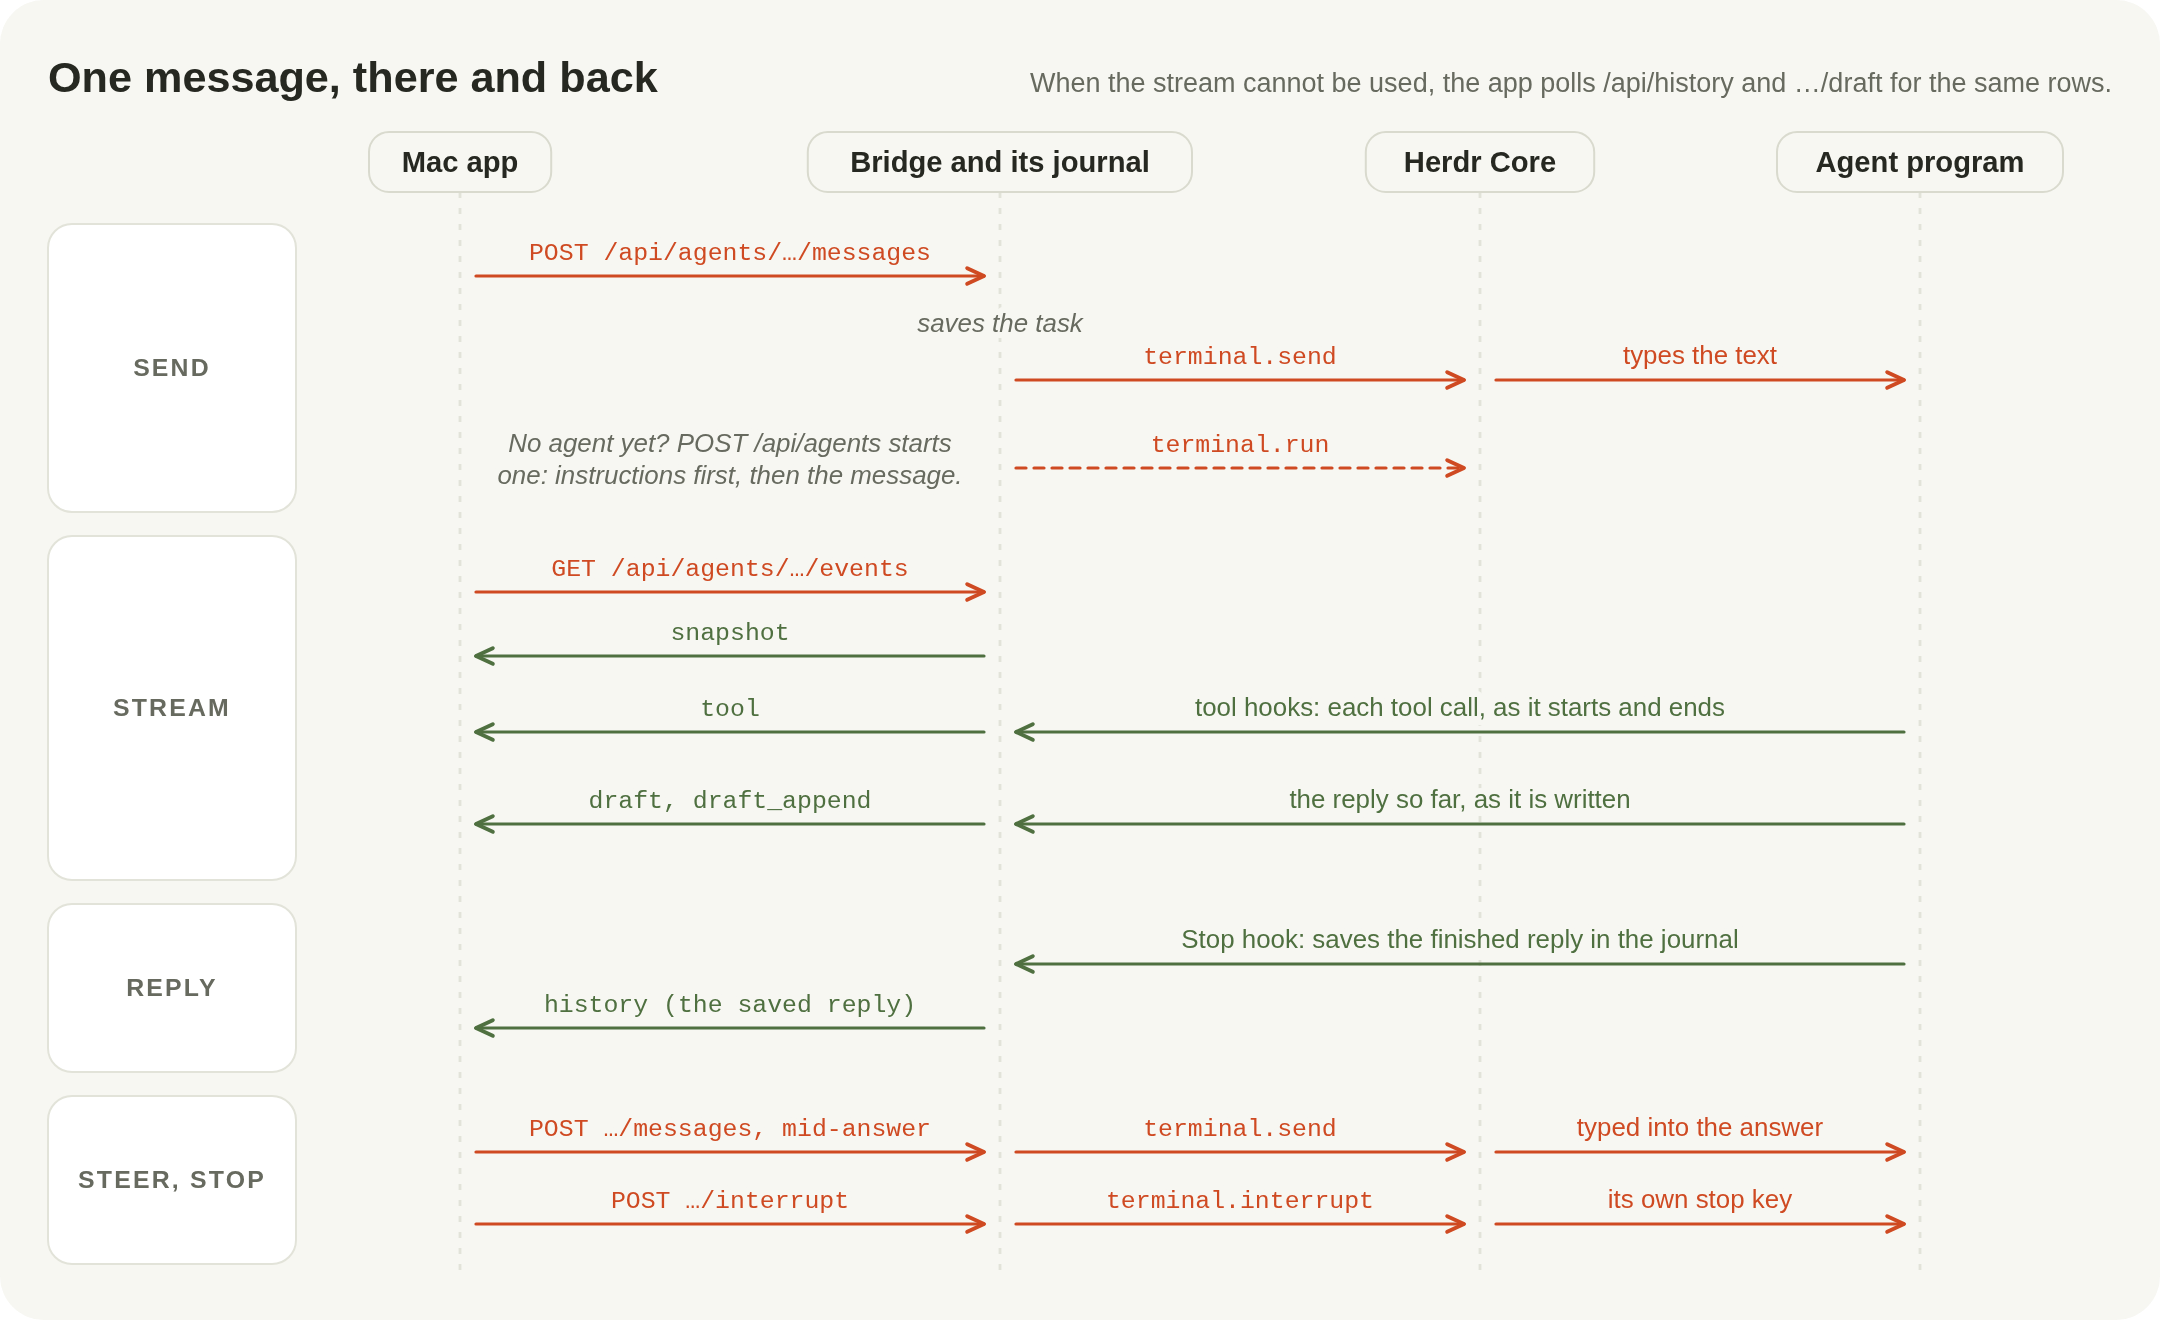 One message, there and back
When the stream cannot be used, the app polls /api/history and …/draft for the same rows.
Mac app
Bridge and its journal
Herdr Core
Agent program
SEND
POST /api/agents/…/messages
saves the task
terminal.send
types the text
No agent yet? POST /api/agents starts
one: instructions first, then the message.
terminal.run
STREAM
GET /api/agents/…/events
snapshot
tool
tool hooks: each tool call, as it starts and ends
draft, draft_append
the reply so far, as it is written
REPLY
Stop hook: saves the finished reply in the journal
history (the saved reply)
STEER, STOP
POST …/messages, mid-answer
terminal.send
typed into the answer
POST …/interrupt
terminal.interrupt
its own stop key